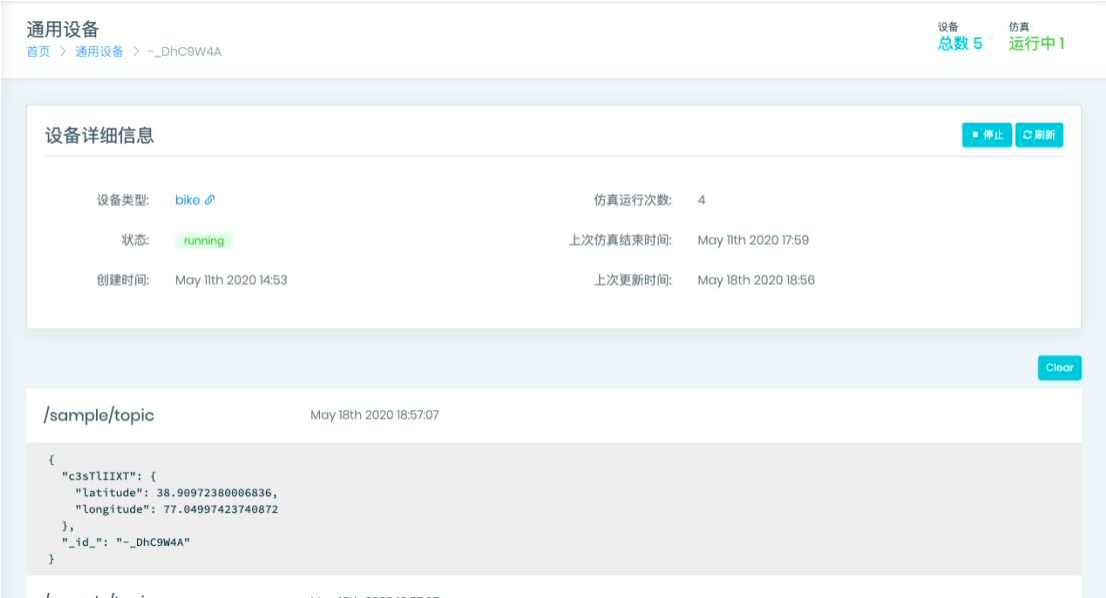 通用设备
首页 > 通用设备 > -_DhC9W4A
设备
总数 5
仿真
运行中 1
设备详细信息
停止
刷新
设备类型: bike
仿真运行次数: 4
状态: running
上次仿真结束时间: May 11th 2020 17:59
创建时间: May 11th 2020 14:53
上次更新时间: May 18th 2020 18:56
Clear
/sample/topic May 18th 2020 18:57:07
{
"c3sTlIIXT": {
"latitude": 38.90972380006836,
"longitude": 77.04997423740872
},
"_id_": "-_DhC9W4A"
}